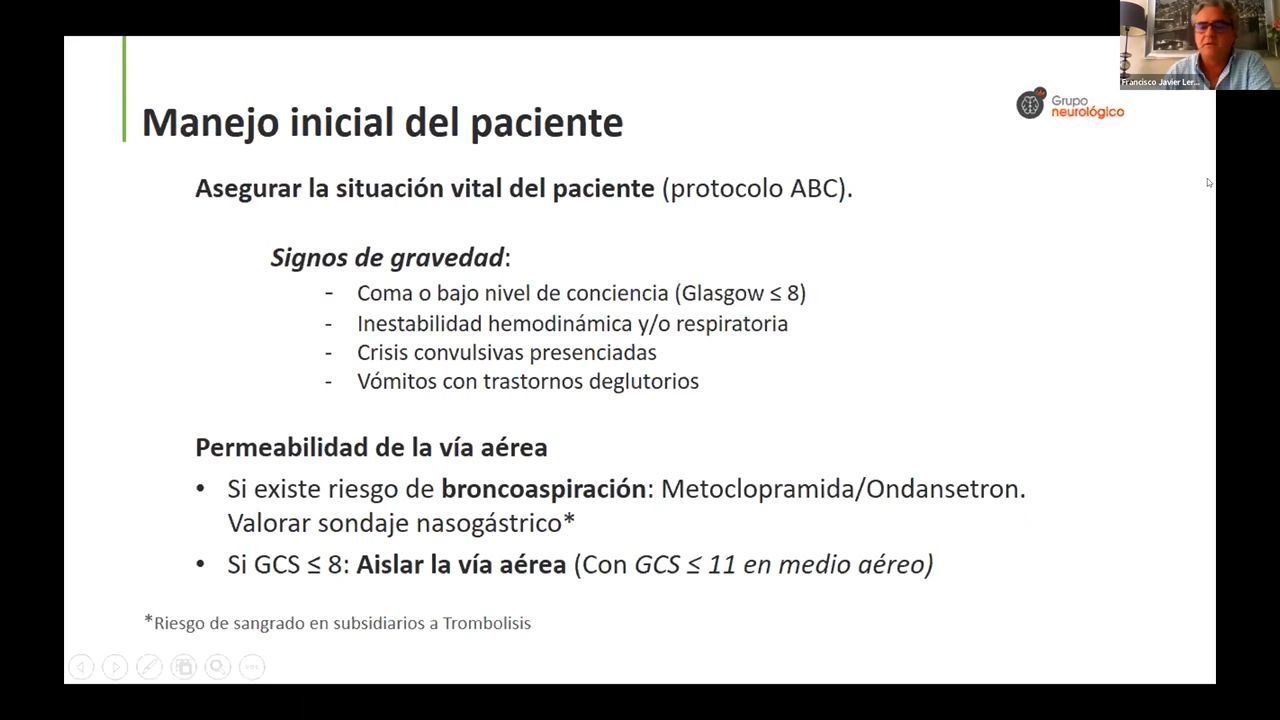 Francisco Javier Ler...
Grupo
neurológico
Manejo inicial del paciente
Asegurar la situación vital del paciente (protocolo ABC).
Signos de gravedad:
- Coma o bajo nivel de conciencia (Glasgow ≤ 8)
- Inestabilidad hemodinámica y/o respiratoria
- Crisis convulsivas presenciadas
- Vómitos con trastornos deglutorios
Permeabilidad de la vía aérea
• Si existe riesgo de broncoaspiración: Metoclopramida/Ondansetron.
Valorar sondaje nasogástrico*
• Si GCS ≤ 8: Aislar la vía aérea (Con GCS ≤ 11 en medio aéreo)
*Riesgo de sangrado en subsidiarios a Trombolisis